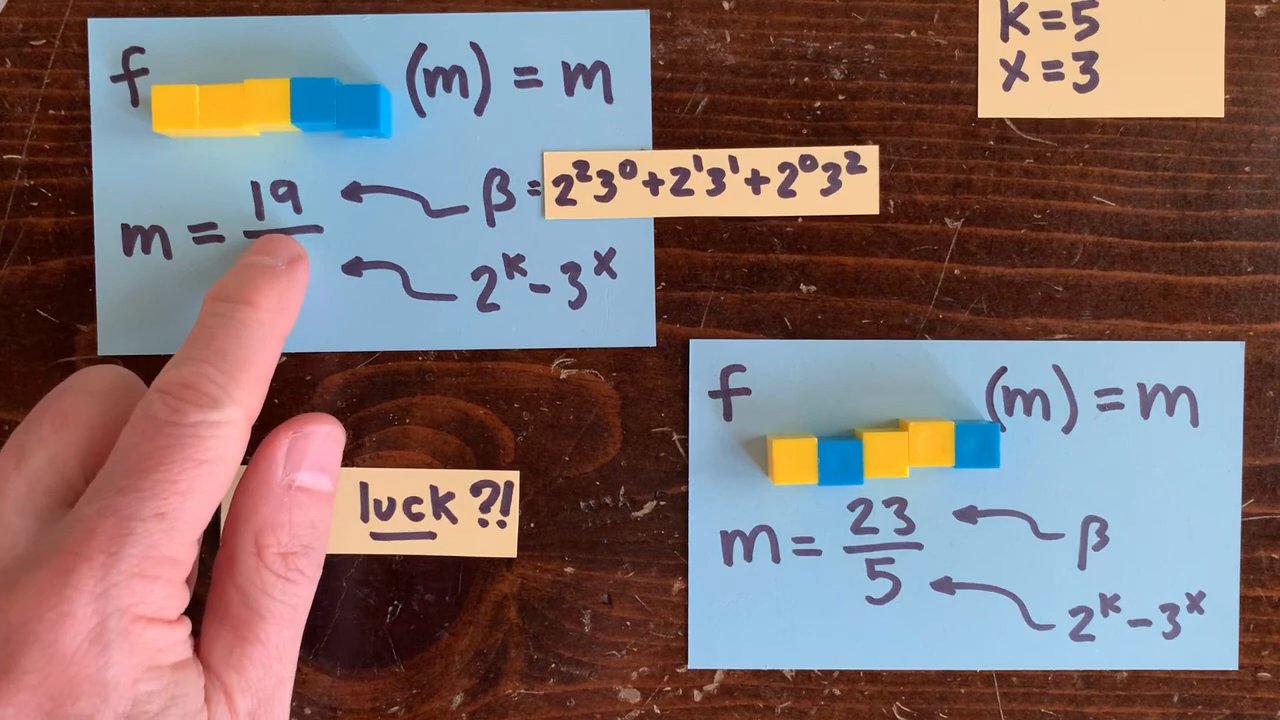 f (m) = m
m = 19
β = 2²3⁰+2¹3¹+2⁰3²
2ᴷ-3ˣ
K=5
x=3
luck ?!
f (m) = m
m = 23/5
β
2ᴷ-3ˣ